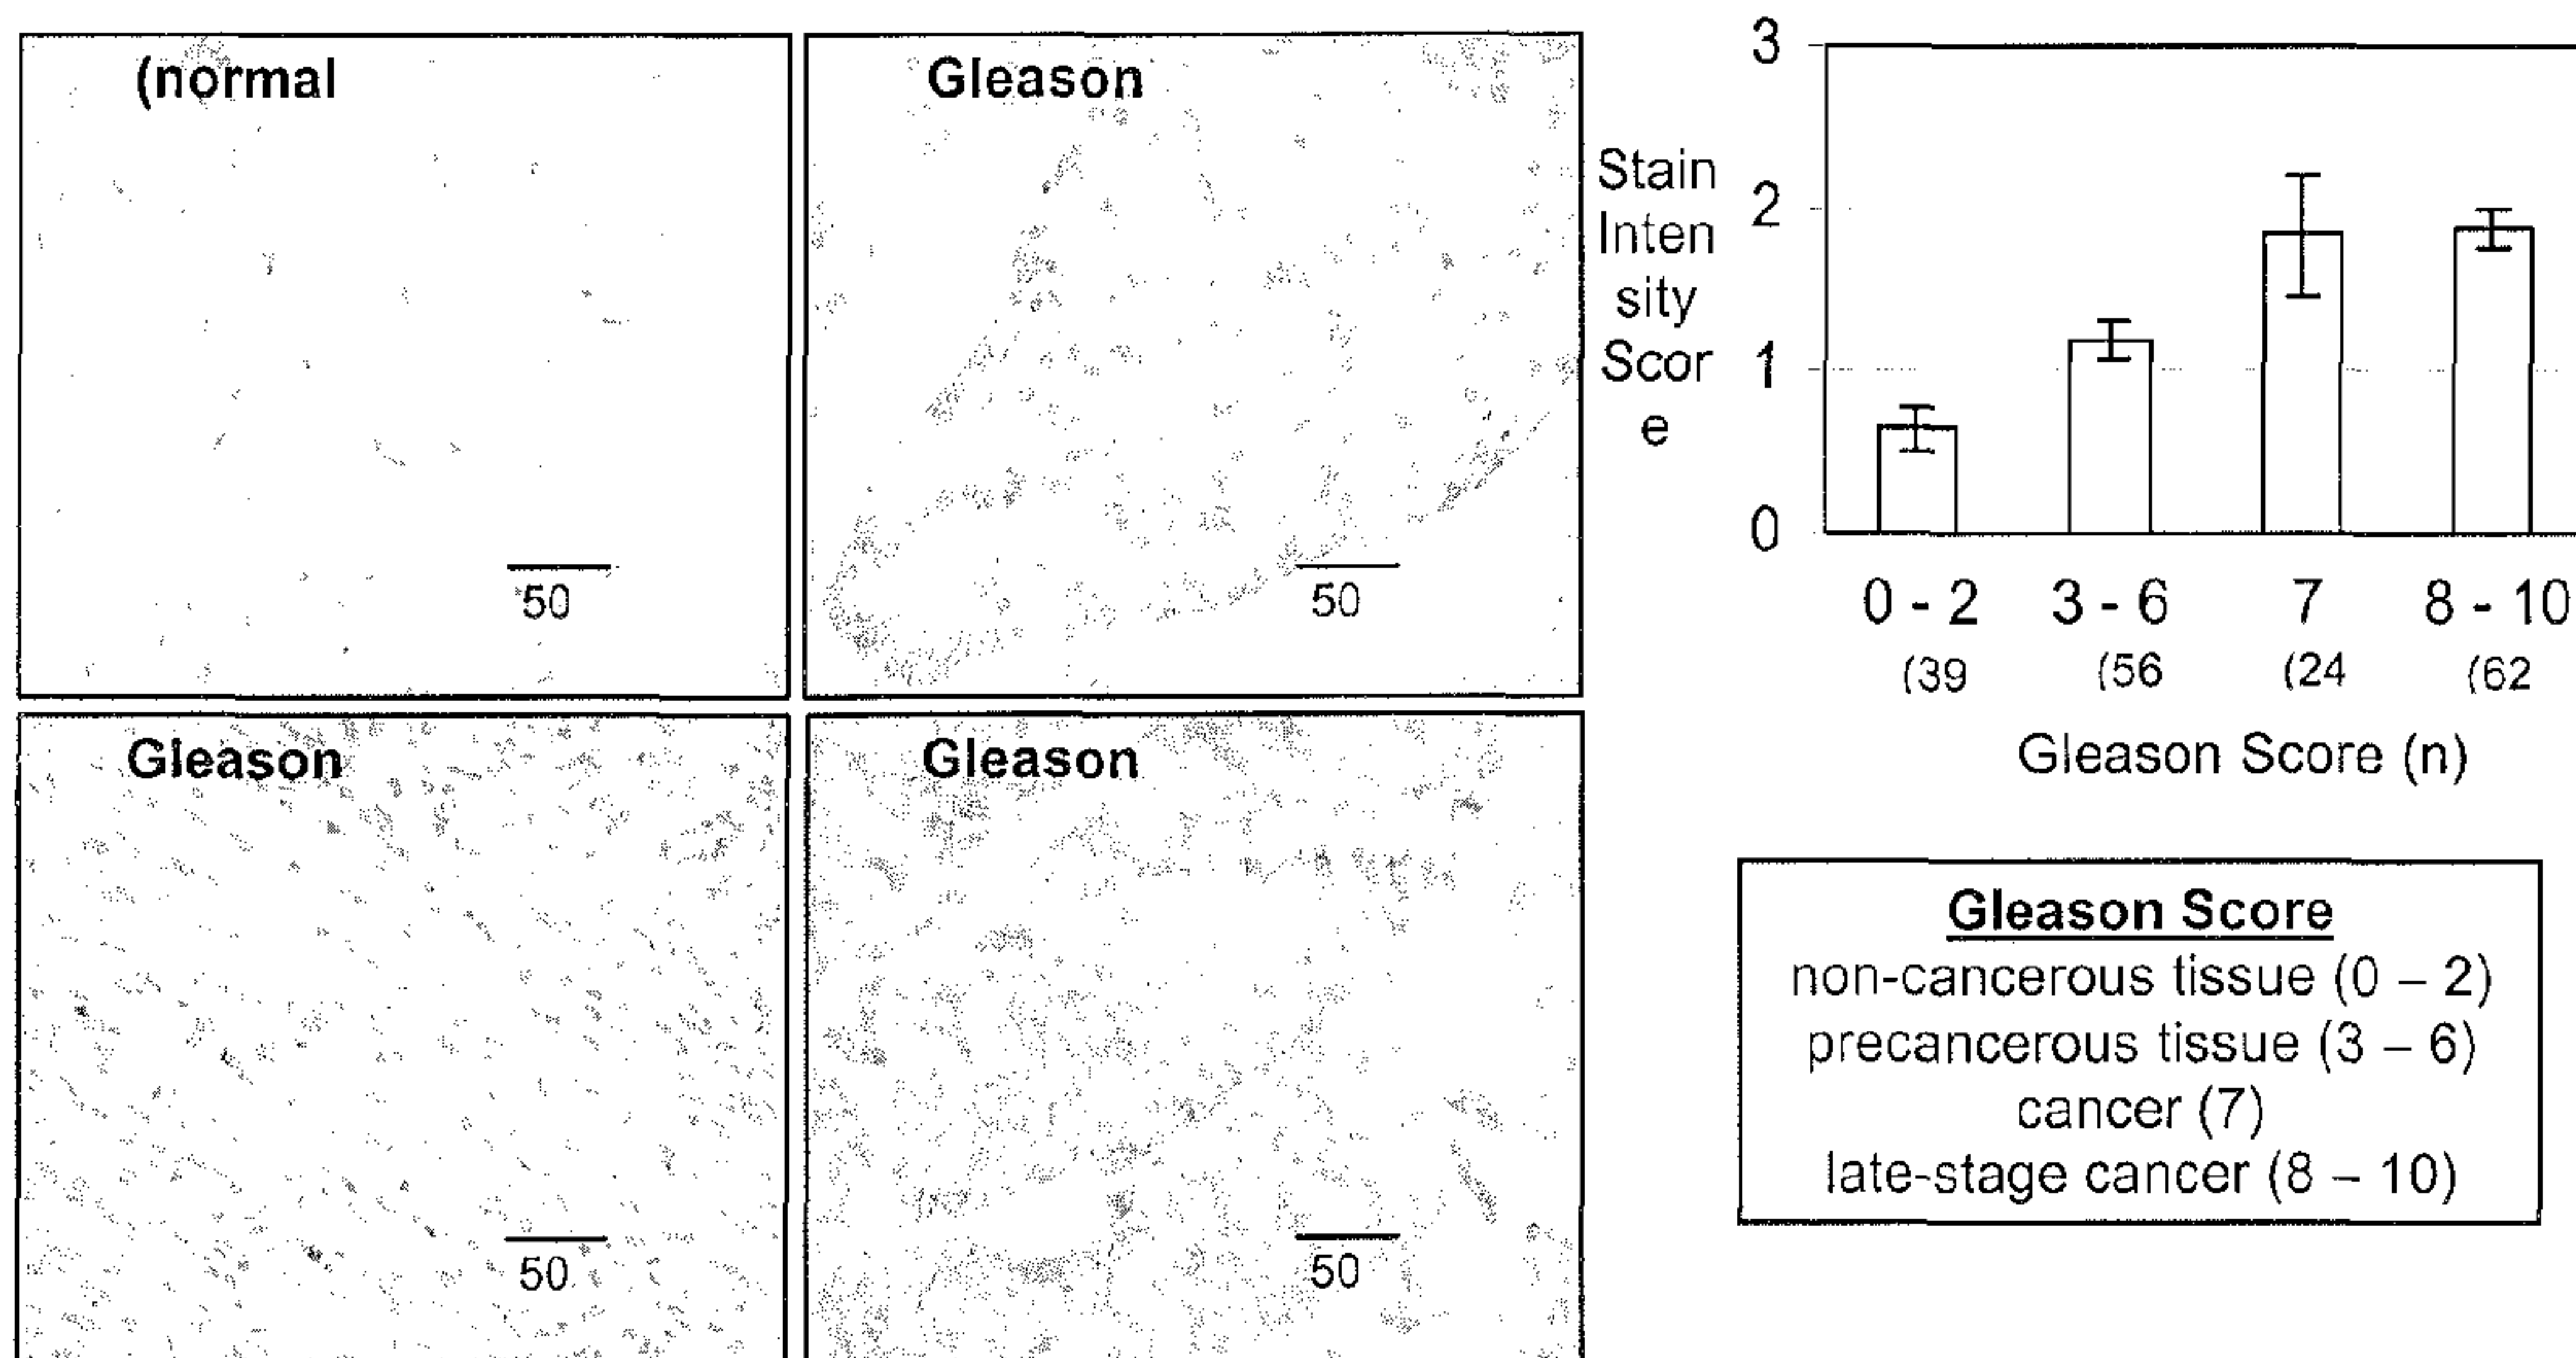 (normal
50
Gleason
50
Gleason
50
Gleason
50
Stain
Inten
sity
Scor
e
3
2
1
0
0 - 2
3 - 6
7
8 - 10
(39
(56
(24
(62
Gleason Score (n)
Gleason Score
non-cancerous tissue (0 – 2)
precancerous tissue (3 – 6)
cancer (7)
late-stage cancer (8 – 10)